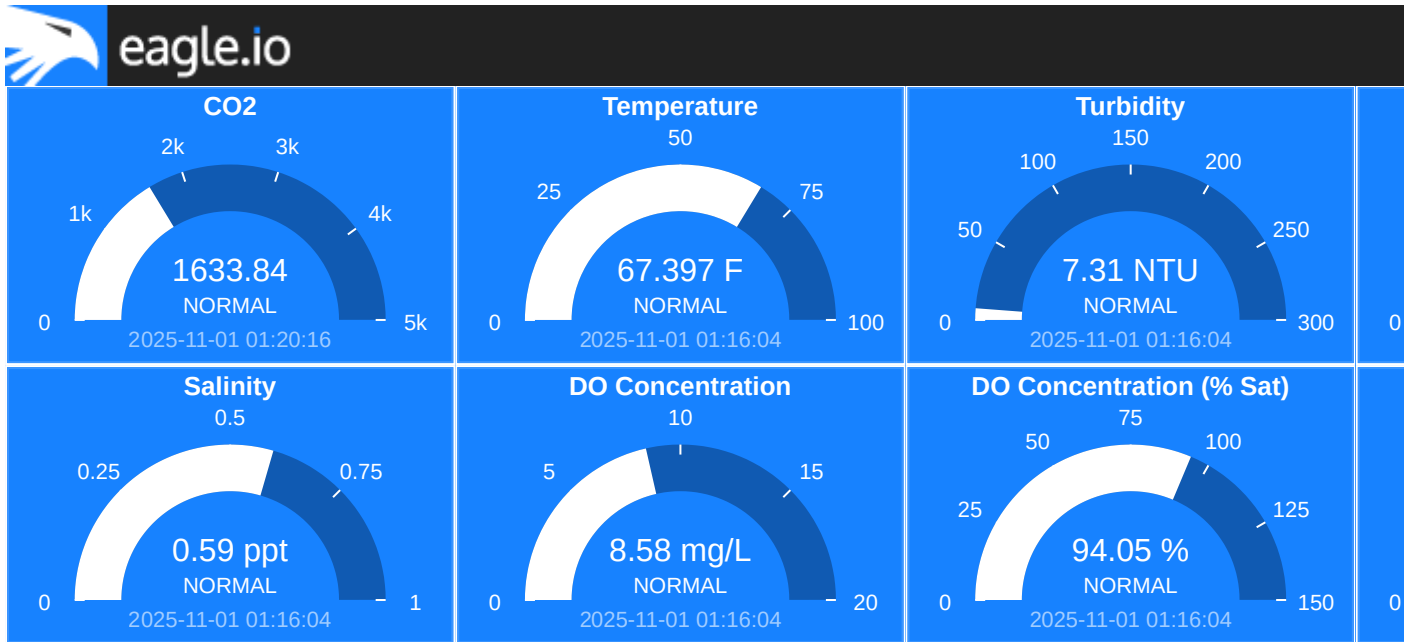 eagle.io
CO2
2k 3k
1k 4k
1633.84
NORMAL
0 5k
2025-11-01 01:20:16
Temperature
50
25 75
67.397 F
NORMAL
0 100
2025-11-01 01:16:04
Turbidity
150
100 200
50 250
7.31 NTU
NORMAL
0 300
2025-11-01 01:16:04
0
Salinity
0.5
0.25 0.75
0.59 ppt
NORMAL
0 1
2025-11-01 01:16:04
DO Concentration
10
5 15
8.58 mg/L
NORMAL
0 20
2025-11-01 01:16:04
DO Concentration (% Sat)
75
50 100
25 125
94.05 %
NORMAL
0 150
2025-11-01 01:16:04
0